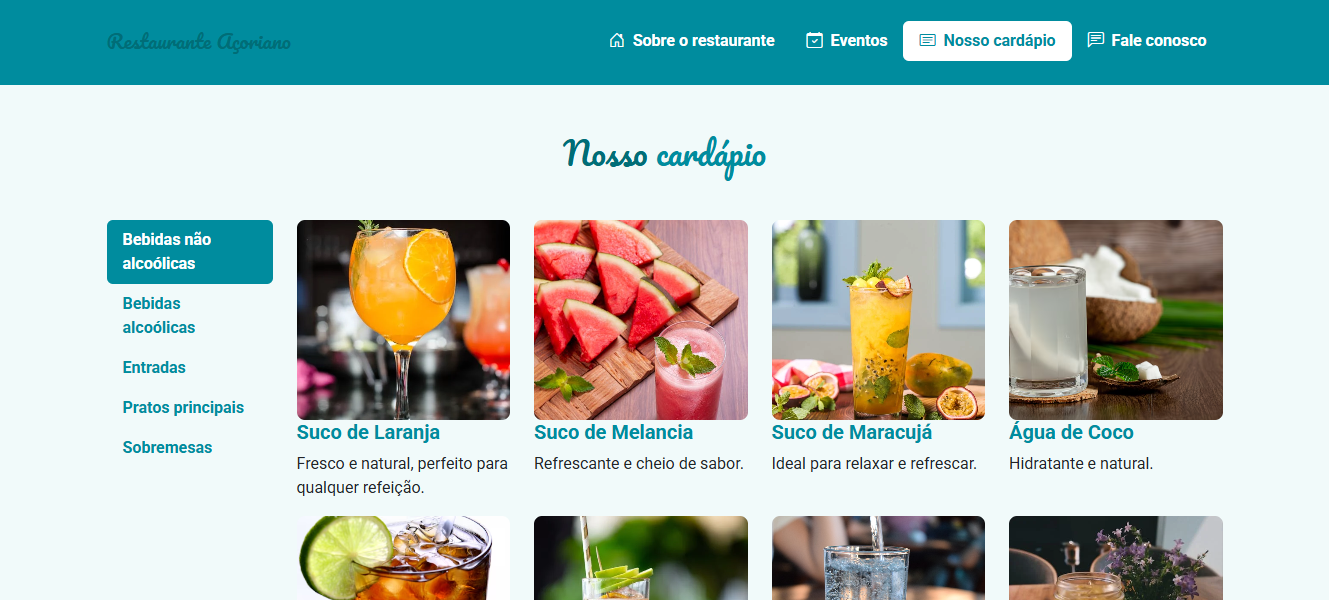 Restaurante Açoriano
Sobre o restaurante
Eventos
Nosso cardápio
Fale conosco
Nosso cardápio
Bebidas não
alcoólicas
Bebidas
alcoólicas
Entradas
Pratos principais
Sobremesas
Suco de Laranja
Fresco e natural, perfeito para
qualquer refeição.
Suco de Melancia
Refrescante e cheio de sabor.
Suco de Maracujá
Ideal para relaxar e refrescar.
Água de Coco
Hidratante e natural.